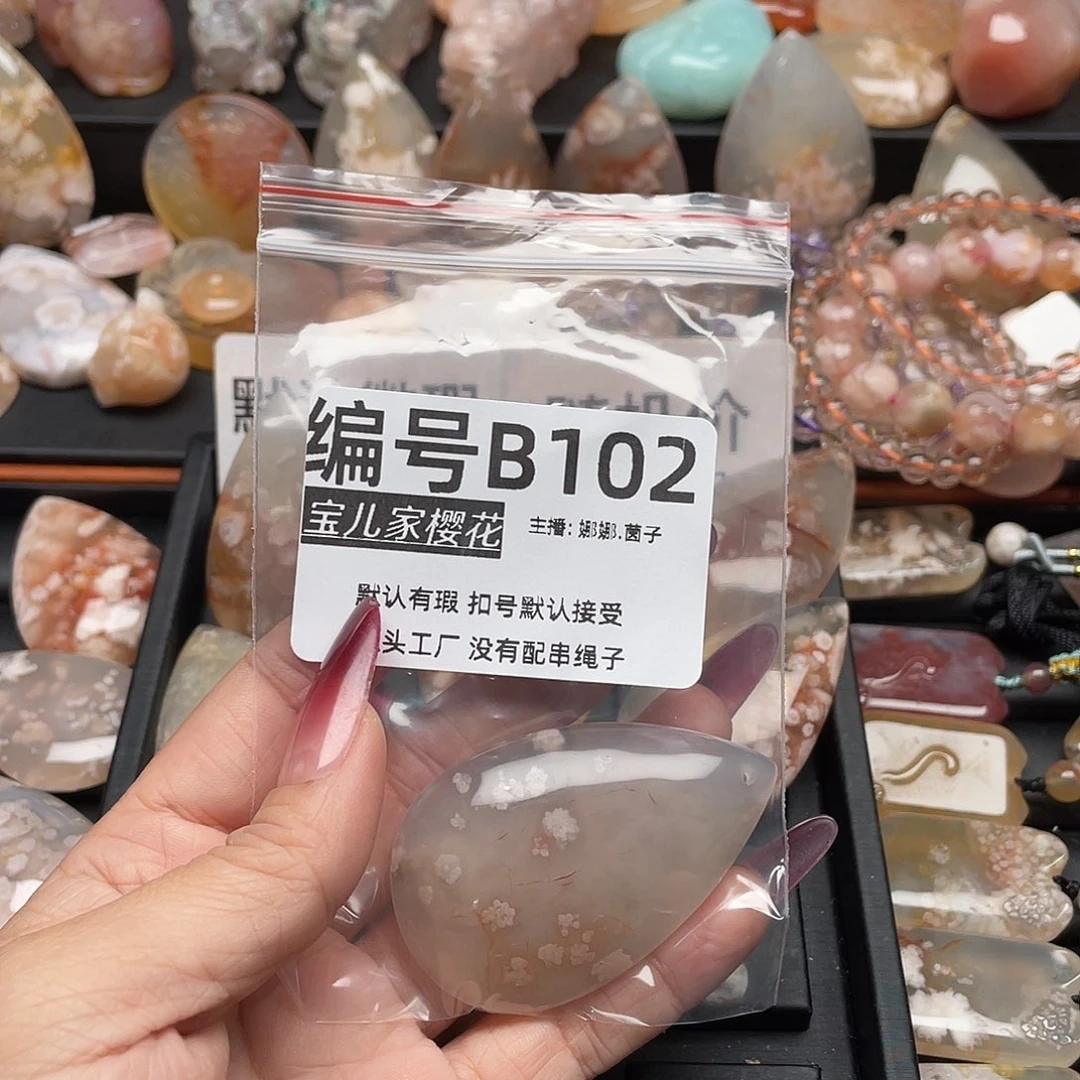 编号B102
宝儿家樱花 主播:娜娜.茵子
默认有瑕 扣号默认接受
头工厂 没有配串绳子